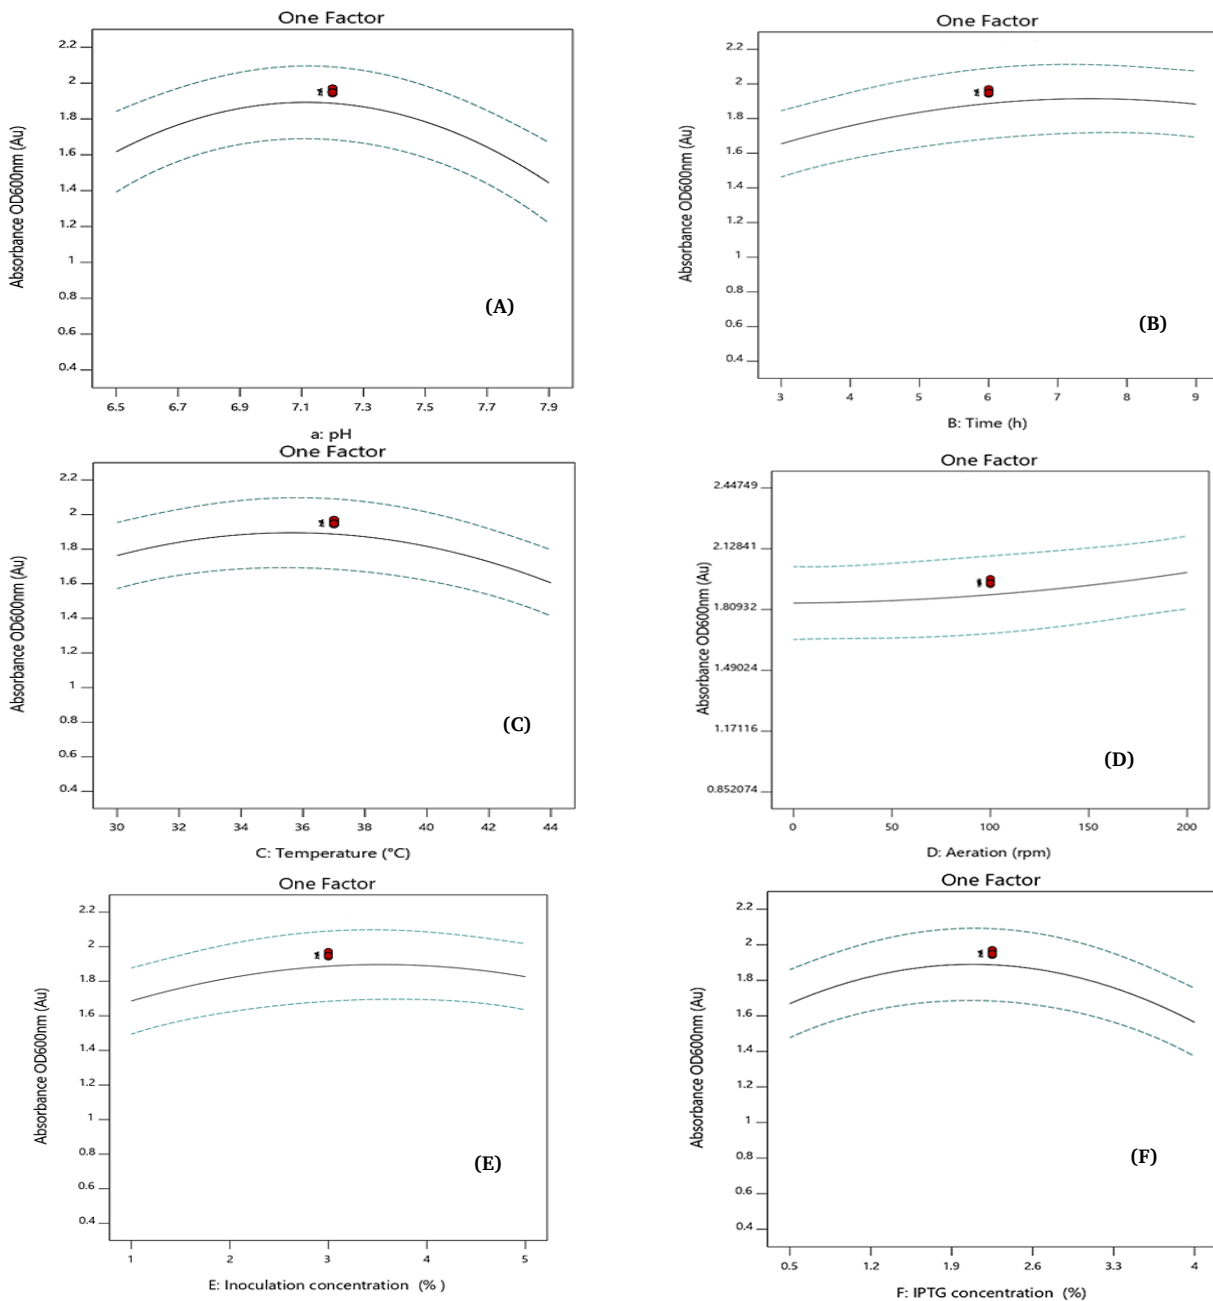 One Factor
2.2
2
1.8
1.6
1.4
1.2
1
0.8
0.6
0.4
Absorbance OD600nm (Au)
(A)
6.5 6.7 6.9 7.1 7.3 7.5 7.7 7.9
a: pH
One Factor
2.2
2
1.8
1.6
1.4
1.2
1
0.8
0.6
0.4
Absorbance OD600nm (Au)
(B)
3 4 5 6 7 8 9
B: Time (h)
One Factor
2.2
2
1.8
1.6
1.4
1.2
1
0.8
0.6
0.4
Absorbance OD600nm (Au)
(C)
30 32 34 36 38 40 42 44
C: Temperature (°C)
One Factor
2.44749
2.12841
1.80932
1.49024
1.17116
0.852074
Absorbance OD600nm (Au)
(D)
0 50 100 150 200
D: Aeration (rpm)
One Factor
2.2
2
1.8
1.6
1.4
1.2
1
0.8
0.6
0.4
Absorbance OD600nm (Au)
(E)
1 2 3 4 5
E: Inoculation concentration (% )
One Factor
2.2
2
1.8
1.6
1.4
1.2
1
0.8
0.6
0.4
Absorbance OD600nm (Au)
(F)
0.5 1.2 1.9 2.6 3.3 4
F: IPTG concentration (%)